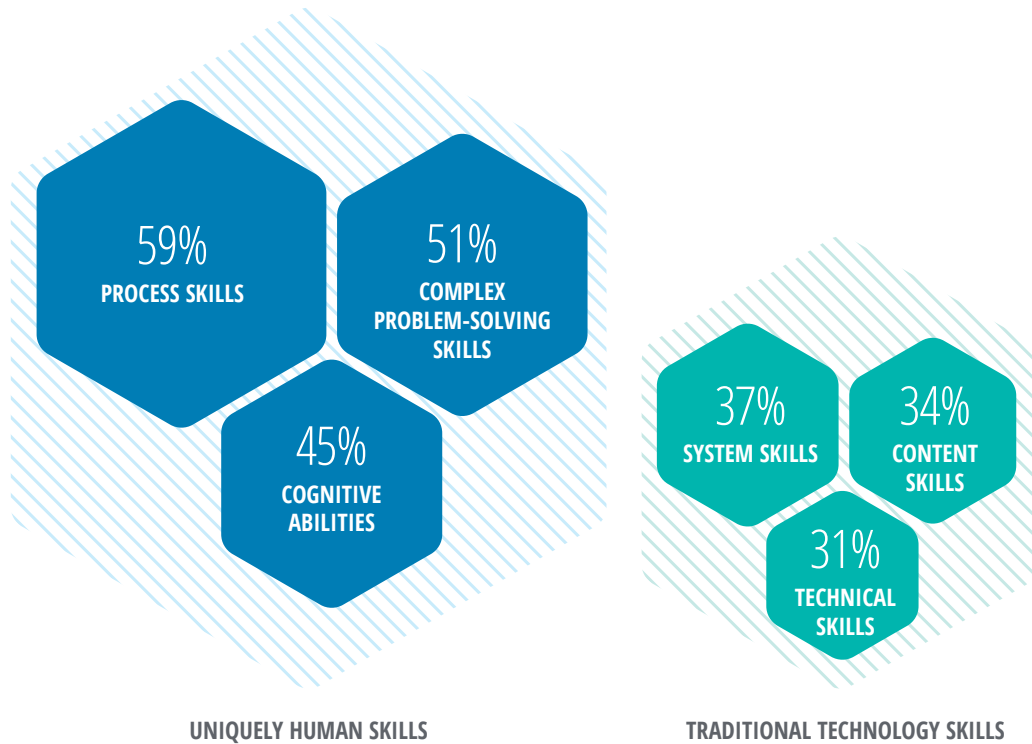 59%
PROCESS SKILLS
51%
COMPLEX
PROBLEM-SOLVING
SKILLS
45%
COGNITIVE
ABILITIES
37%
SYSTEM SKILLS
34%
CONTENT
SKILLS
31%
TECHNICAL
SKILLS
UNIQUELY HUMAN SKILLS
TRADITIONAL TECHNOLOGY SKILLS